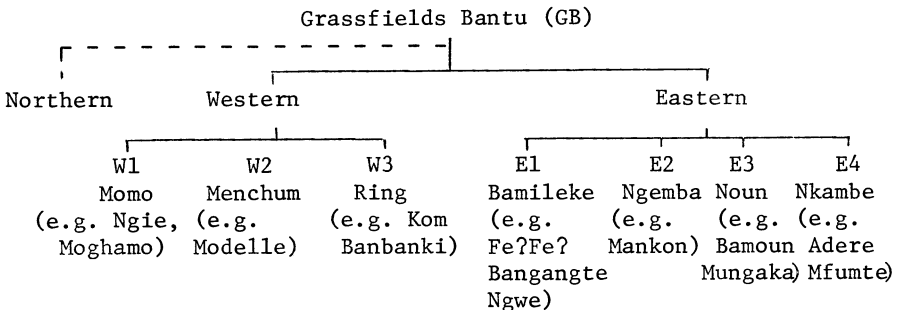 Grassfields Bantu (GB)
Northern Western Eastern
W1 W2 W3 E1 E2 E3 E4
Momo Menchum Ring Bamileke Ngemba Noun Nkambe
(e.g. Ngie, (e.g. (e.g. Kom (e.g. (e.g. (e.g. (e.g.
Moghamo) Modelle) Banbanki) Fe?Fe? Mankon) Bamoun Adere
Bangangte Mungaka) Mfumte)
Ngwe)